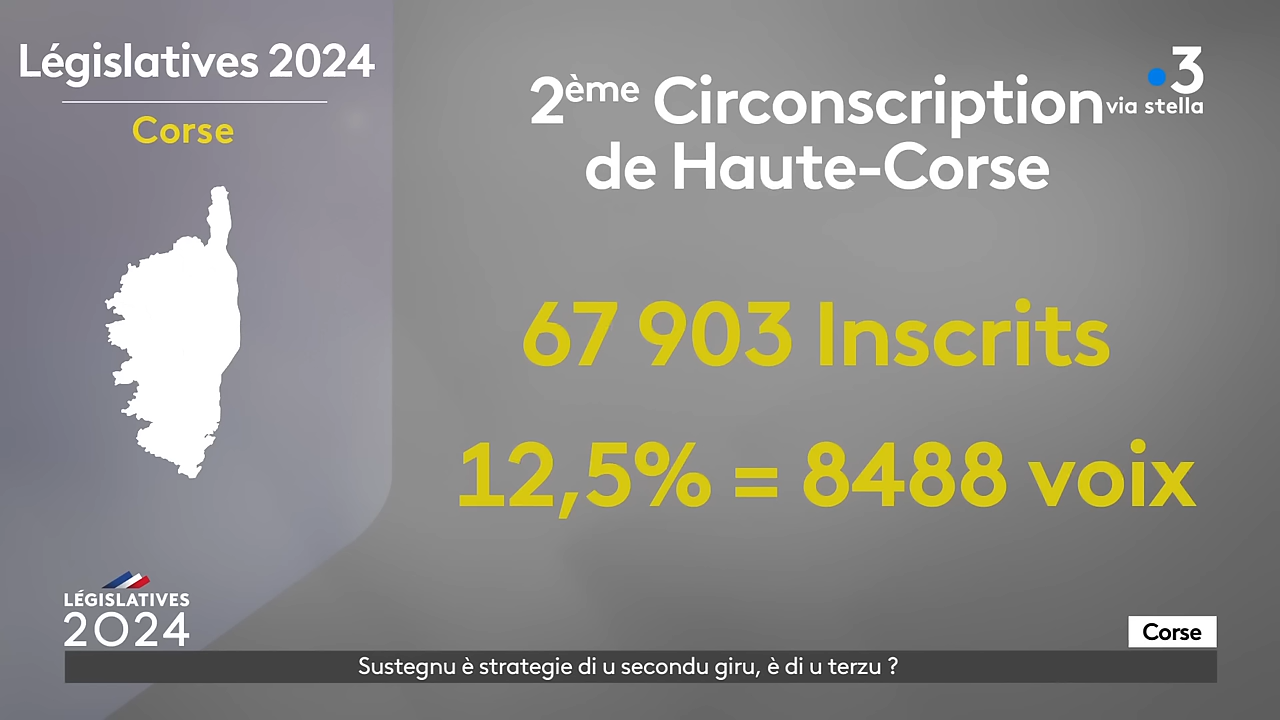 Législatives 2024
Corse
2ème Circonscription
de Haute-Corse
3
via stella
67 903 Inscrits
12,5% = 8488 voix
LÉGISLATIVES
2024
Corse
Sustegnu è strategie di u secondu giru, è di u terzu ?